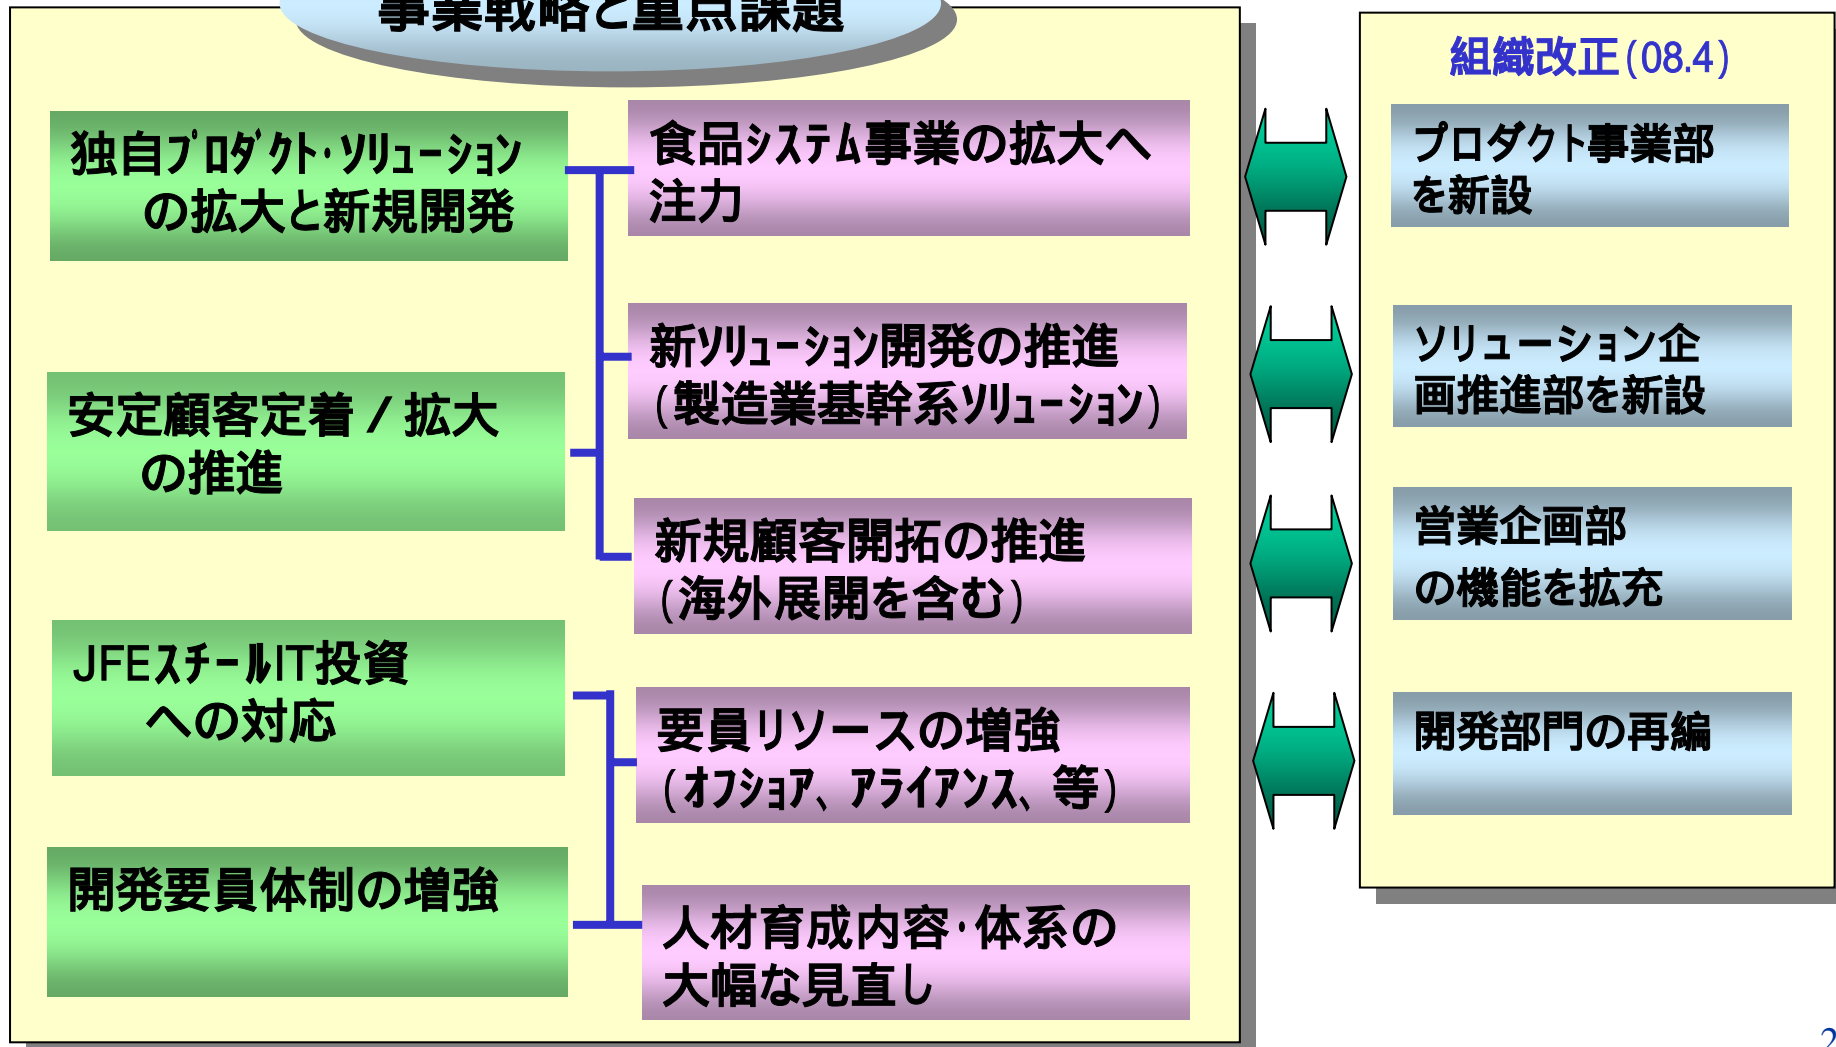 事業戦略と重点課題
独自ﾌﾟﾛﾀﾞｸﾄ･ｿﾘｭｰｼｮﾝ
の拡大と新規開発
安定顧客定着／拡大
の推進
JFEｽﾁｰﾙIT投資
への対応
開発要員体制の増強
食品ｼｽﾃﾑ事業の拡大へ
注力
新ｿﾘｭｰｼｮﾝ開発の推進
(製造業基幹系ｿﾘｭｰｼｮﾝ)
新規顧客開拓の推進
(海外展開を含む)
要員リソースの増強
(ｵﾌｼｮｱ、ｱﾗｲｱﾝｽ、等)
人材育成内容･体系の
大幅な見直し
組織改正(08.4)
プロダクト事業部
を新設
ソリューション企
画推進部を新設
営業企画部
の機能を拡充
開発部門の再編
2